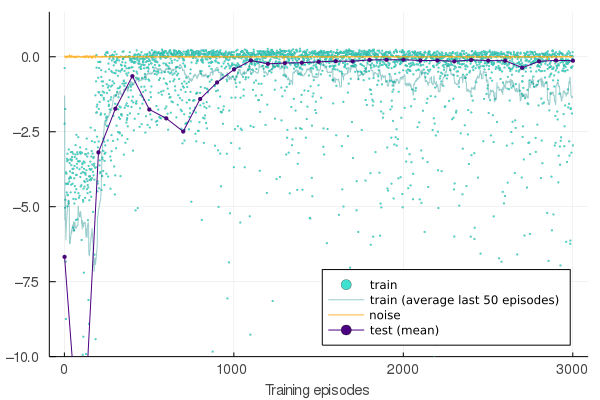 0.0
−2.5
−5.0
−7.5
−10.0
0
1000
2000
3000
Training episodes
train
train (average last 50 episodes)
noise
test (mean)